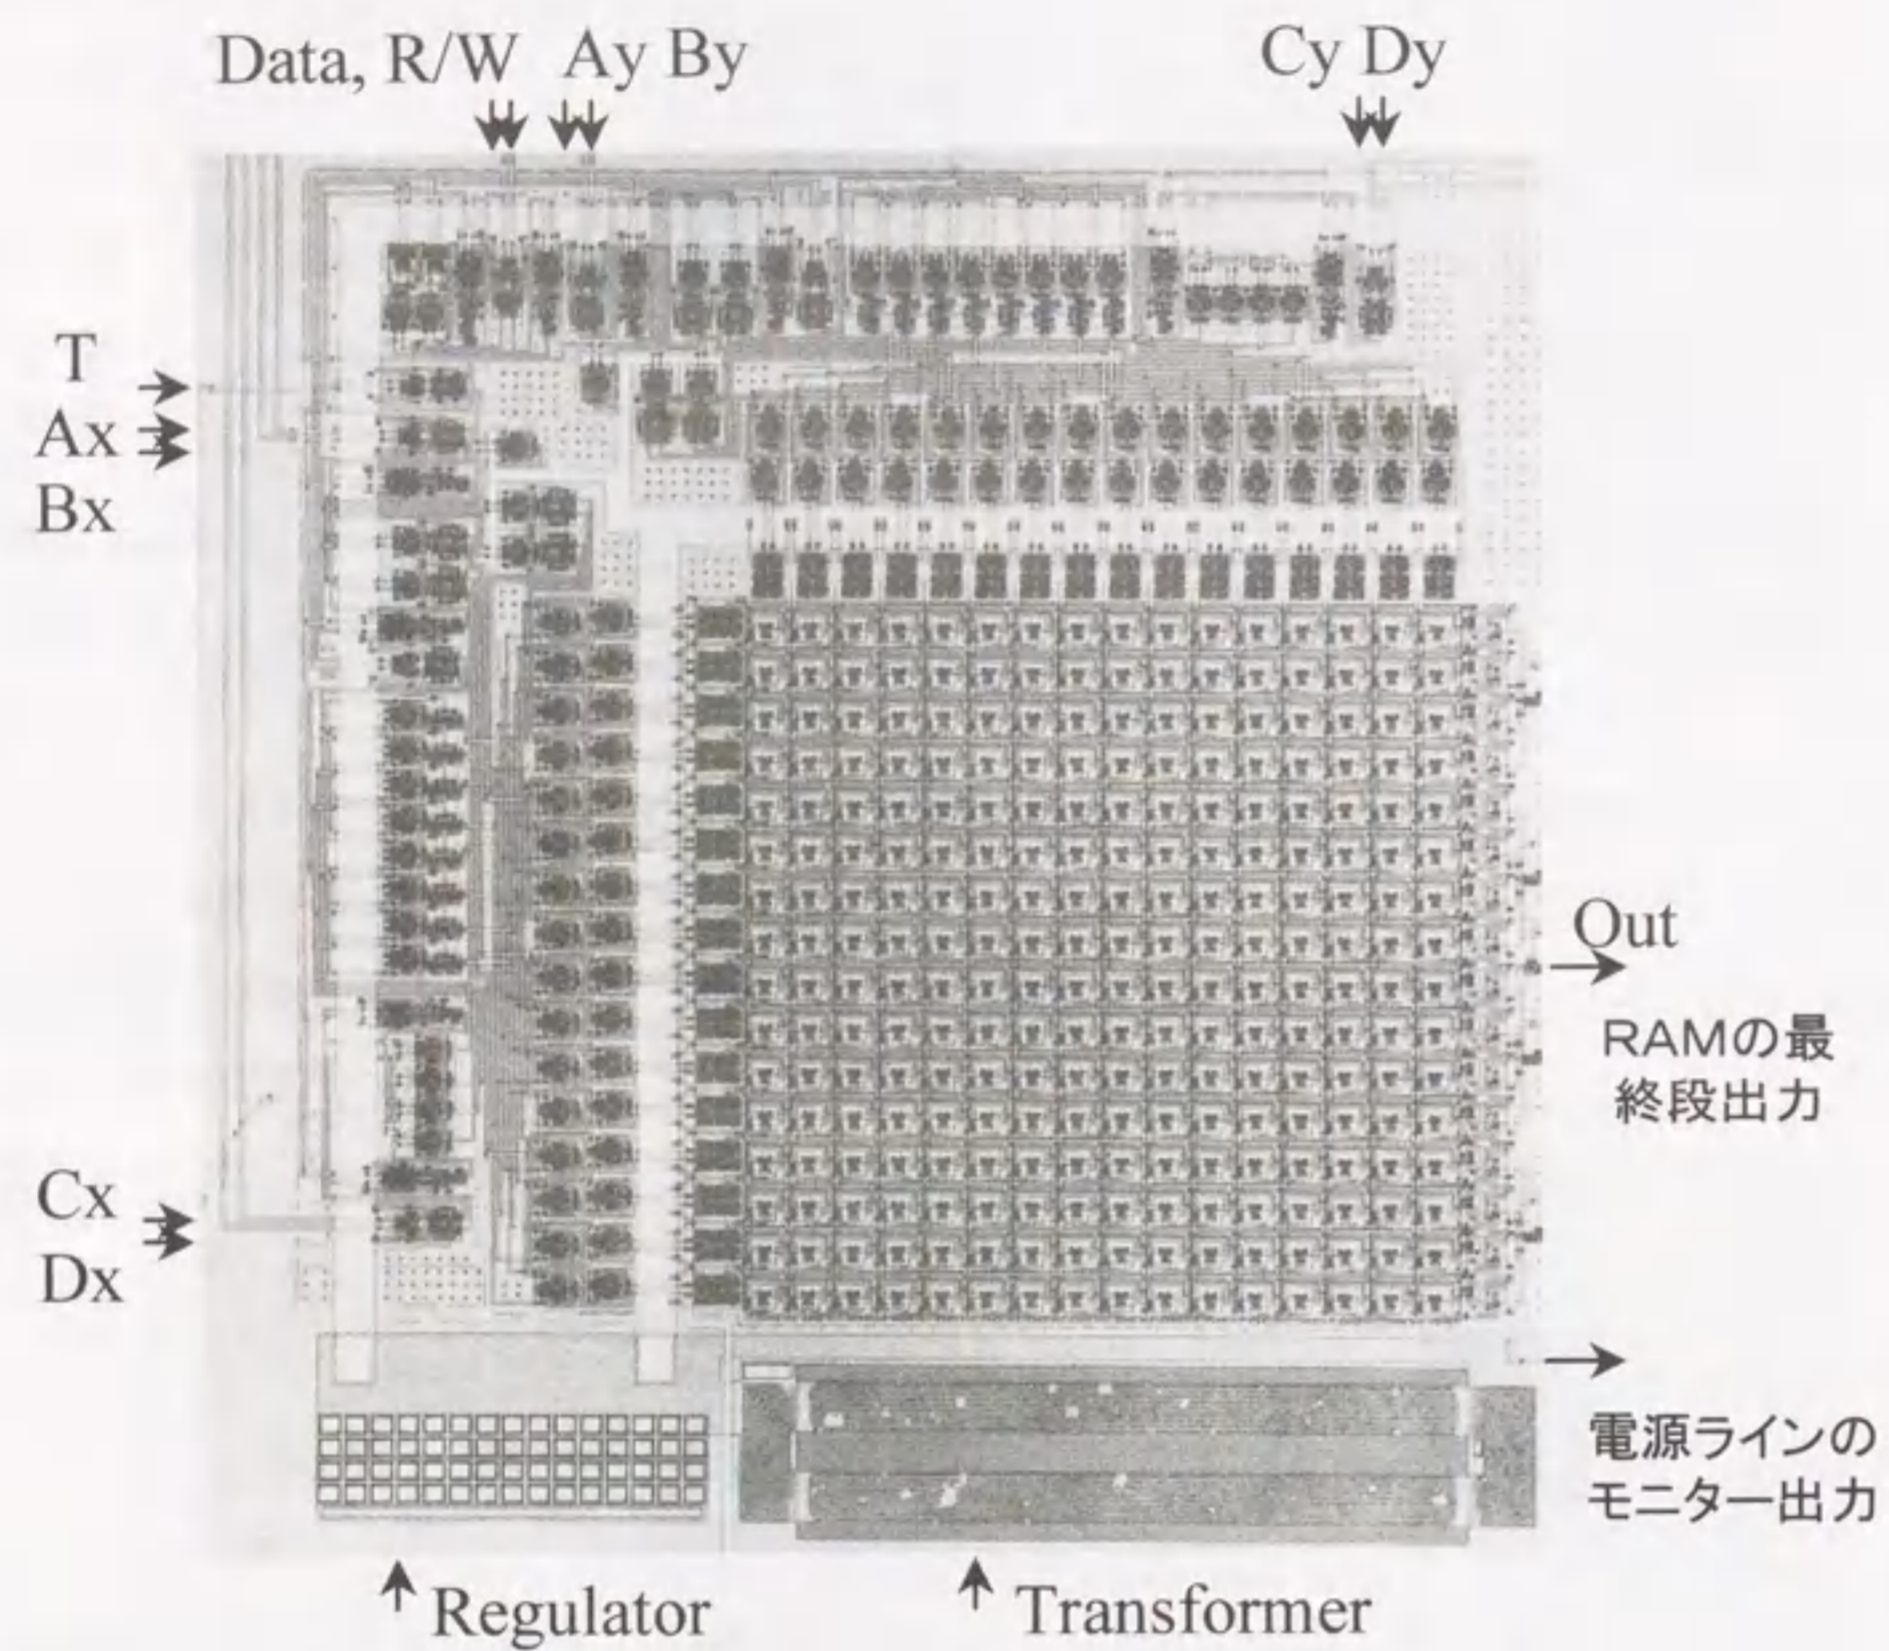 Data, R/W Ay By
Cy Dy
T
Ax
Bx
Out
RAMの最
終段出力
Cx
Dx
電源ラインの
モニター出力
Regulator
Transformer